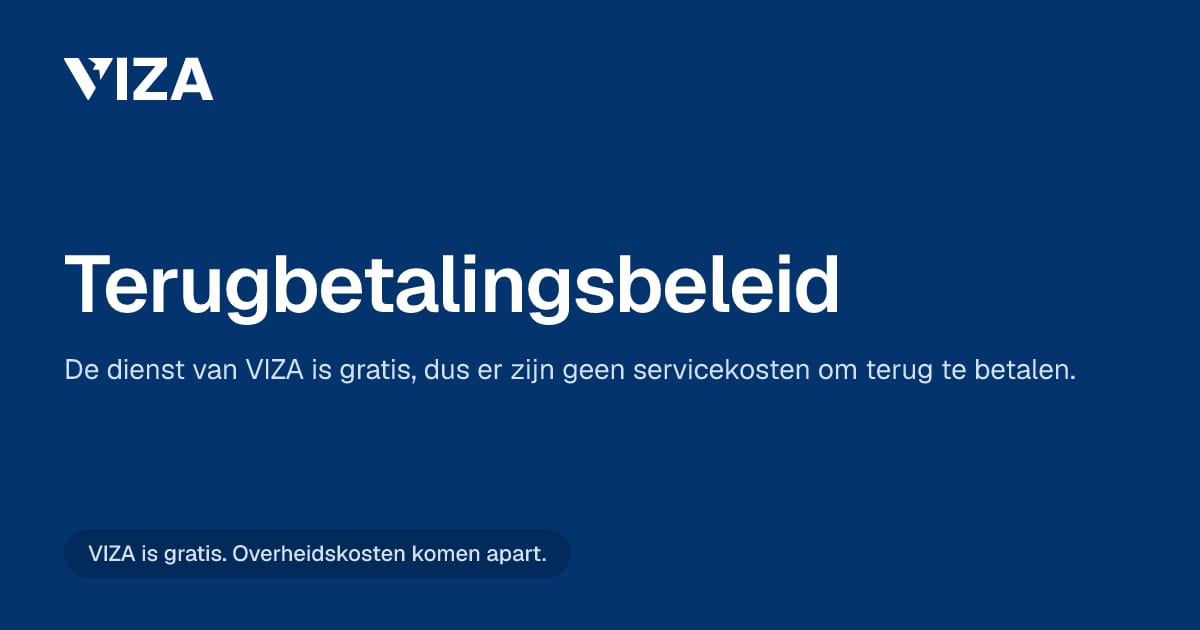 VIZA
Terugbetalingsbeleid
De dienst van VIZA is gratis, dus er zijn geen servicekosten om terug te betalen.
VIZA is gratis. Overheidskosten komen apart.